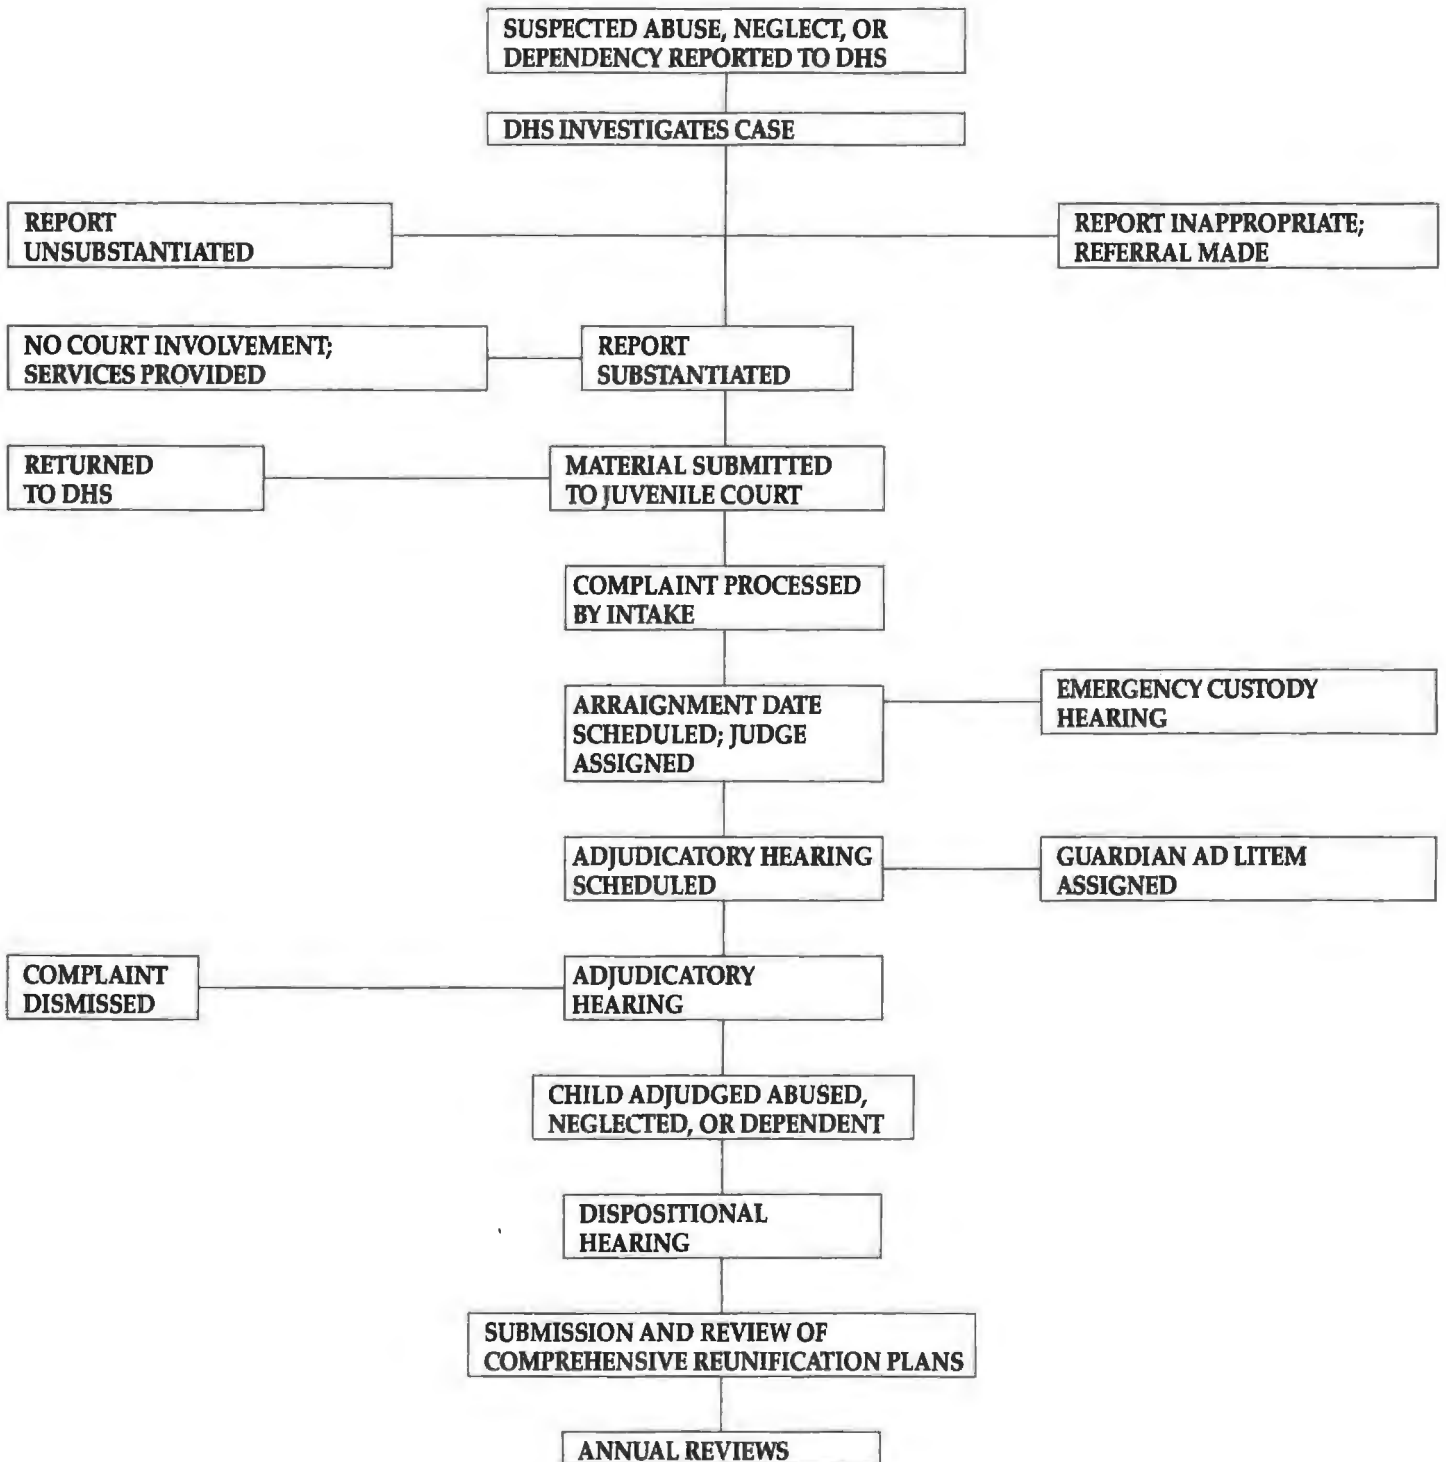 SUSPECTED ABUSE, NEGLECT, OR
DEPENDENCY REPORTED TO DHS
DHS INVESTIGATES CASE
REPORT
UNSUBSTANTIATED
REPORT INAPPROPRIATE;
REFERRAL MADE
NO COURT INVOLVEMENT;
SERVICES PROVIDED
REPORT
SUBSTANTIATED
RETURNED
TO DHS
MATERIAL SUBMITTED
TO JUVENILE COURT
COMPLAINT PROCESSED
BY INTAKE
ARRAIGNMENT DATE
SCHEDULED; JUDGE
ASSIGNED
EMERGENCY CUSTODY
HEARING
ADJUDICATORY HEARING
SCHEDULED
GUARDIAN AD LITEM
ASSIGNED
COMPLAINT
DISMISSED
ADJUDICATORY
HEARING
CHILD ADJUDGED ABUSED,
NEGLECTED, OR DEPENDENT
DISPOSITIONAL
HEARING
SUBMISSION AND REVIEW OF
COMPREHENSIVE REUNIFICATION PLANS
ANNUAL REVIEWS